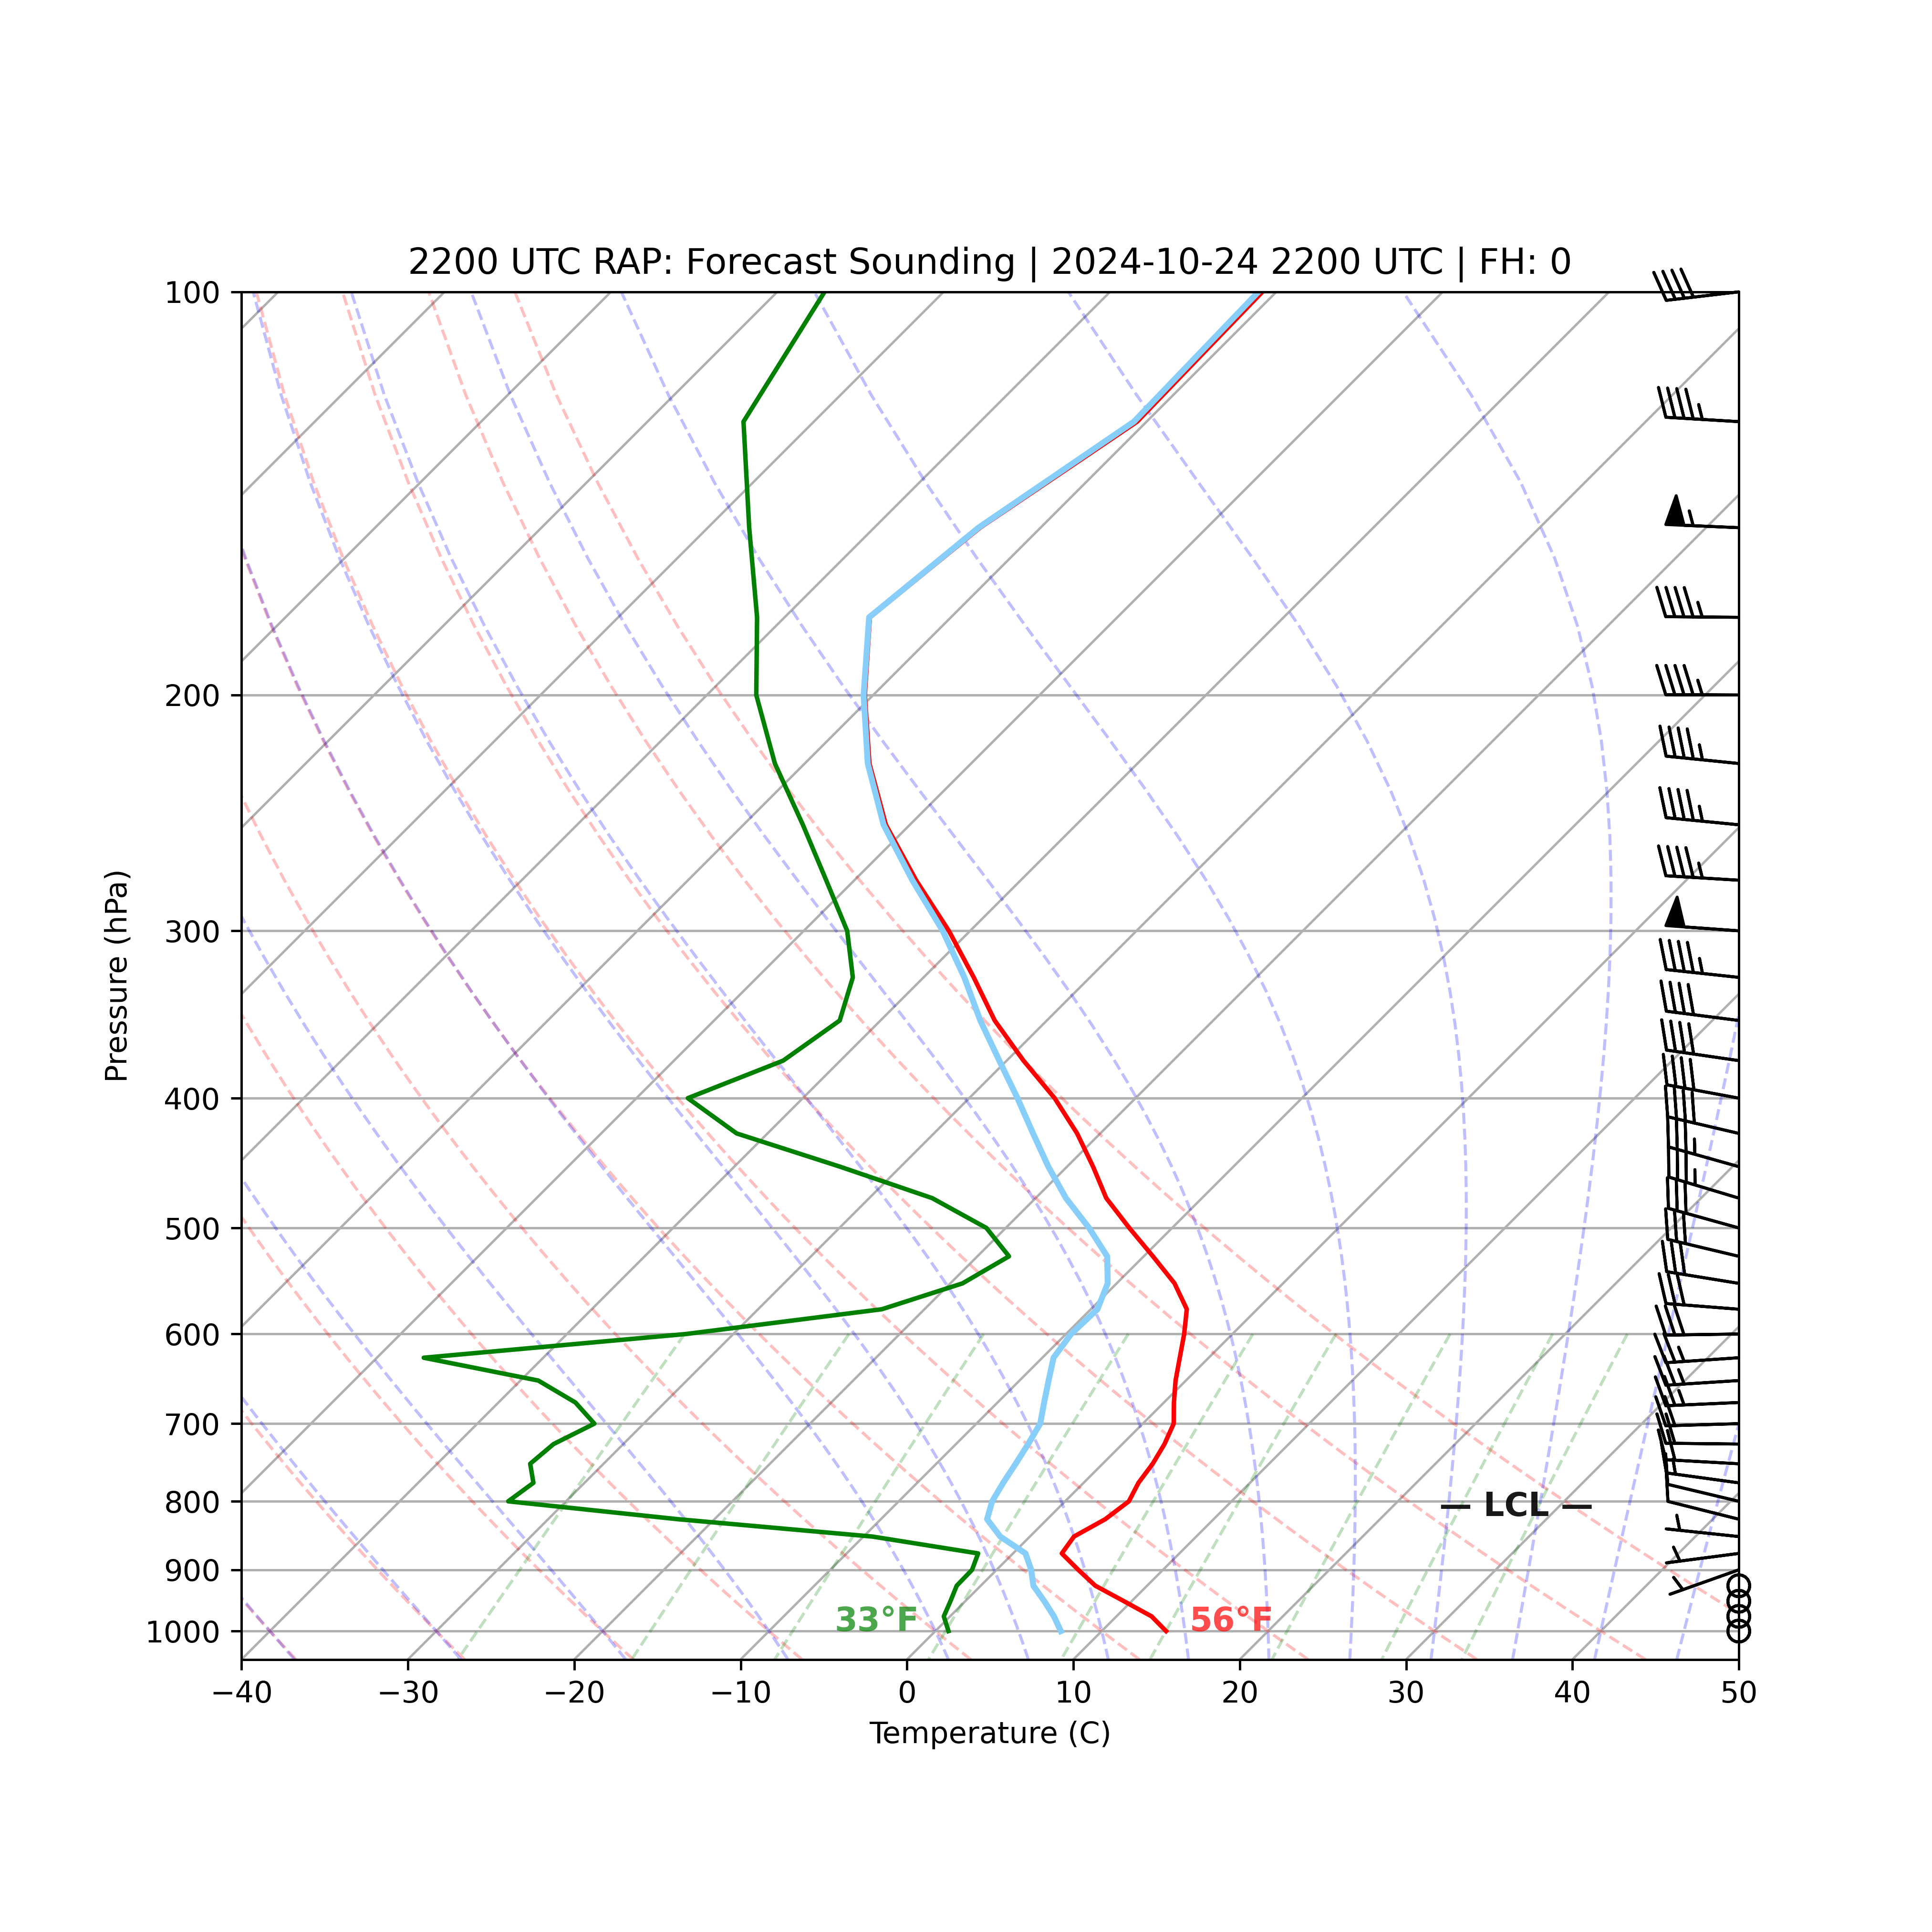 2200 UTC RAP: Forecast Sounding | 2024-10-24 2200 UTC | FH: 0
100
200
300
400
500
600
700
800
900
1000
Pressure (hPa)
— LCL —
33°F
56°F
−40 −30 −20 −10 0 10 20 30 40 50
Temperature (C)